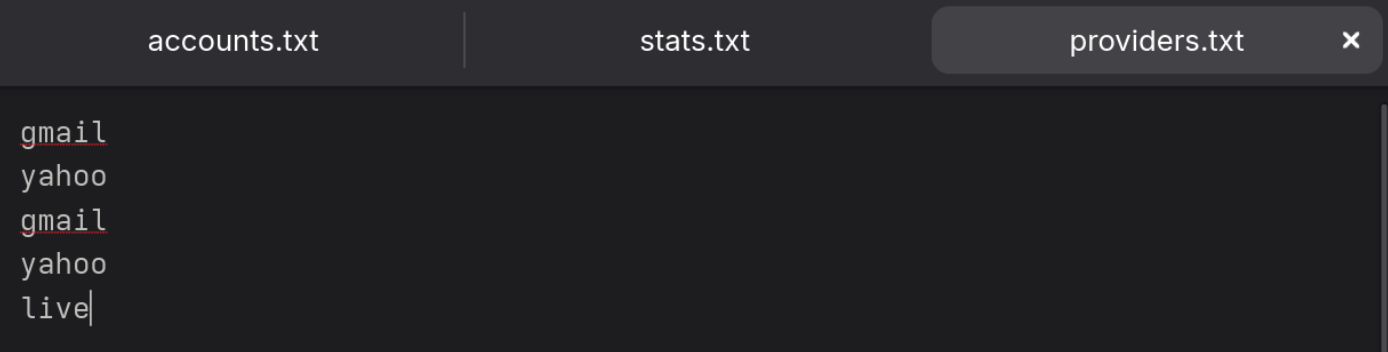 accounts.txt stats.txt providers.txt
gmail
yahoo
gmail
yahoo
live